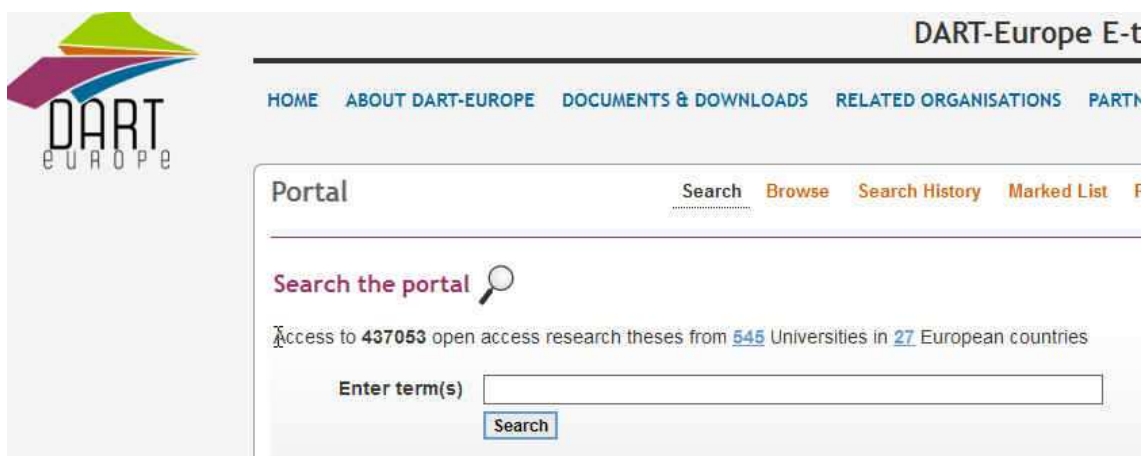 DART-Europe E-t
DART
EUROPE
HOME ABOUT DART-EUROPE DOCUMENTS & DOWNLOADS RELATED ORGANISATIONS PARTN
Portal
Search Browse Search History Marked List
Search the portal
Access to 437053 open access research theses from 545 Universities in 27 European countries
Enter term(s)
Search